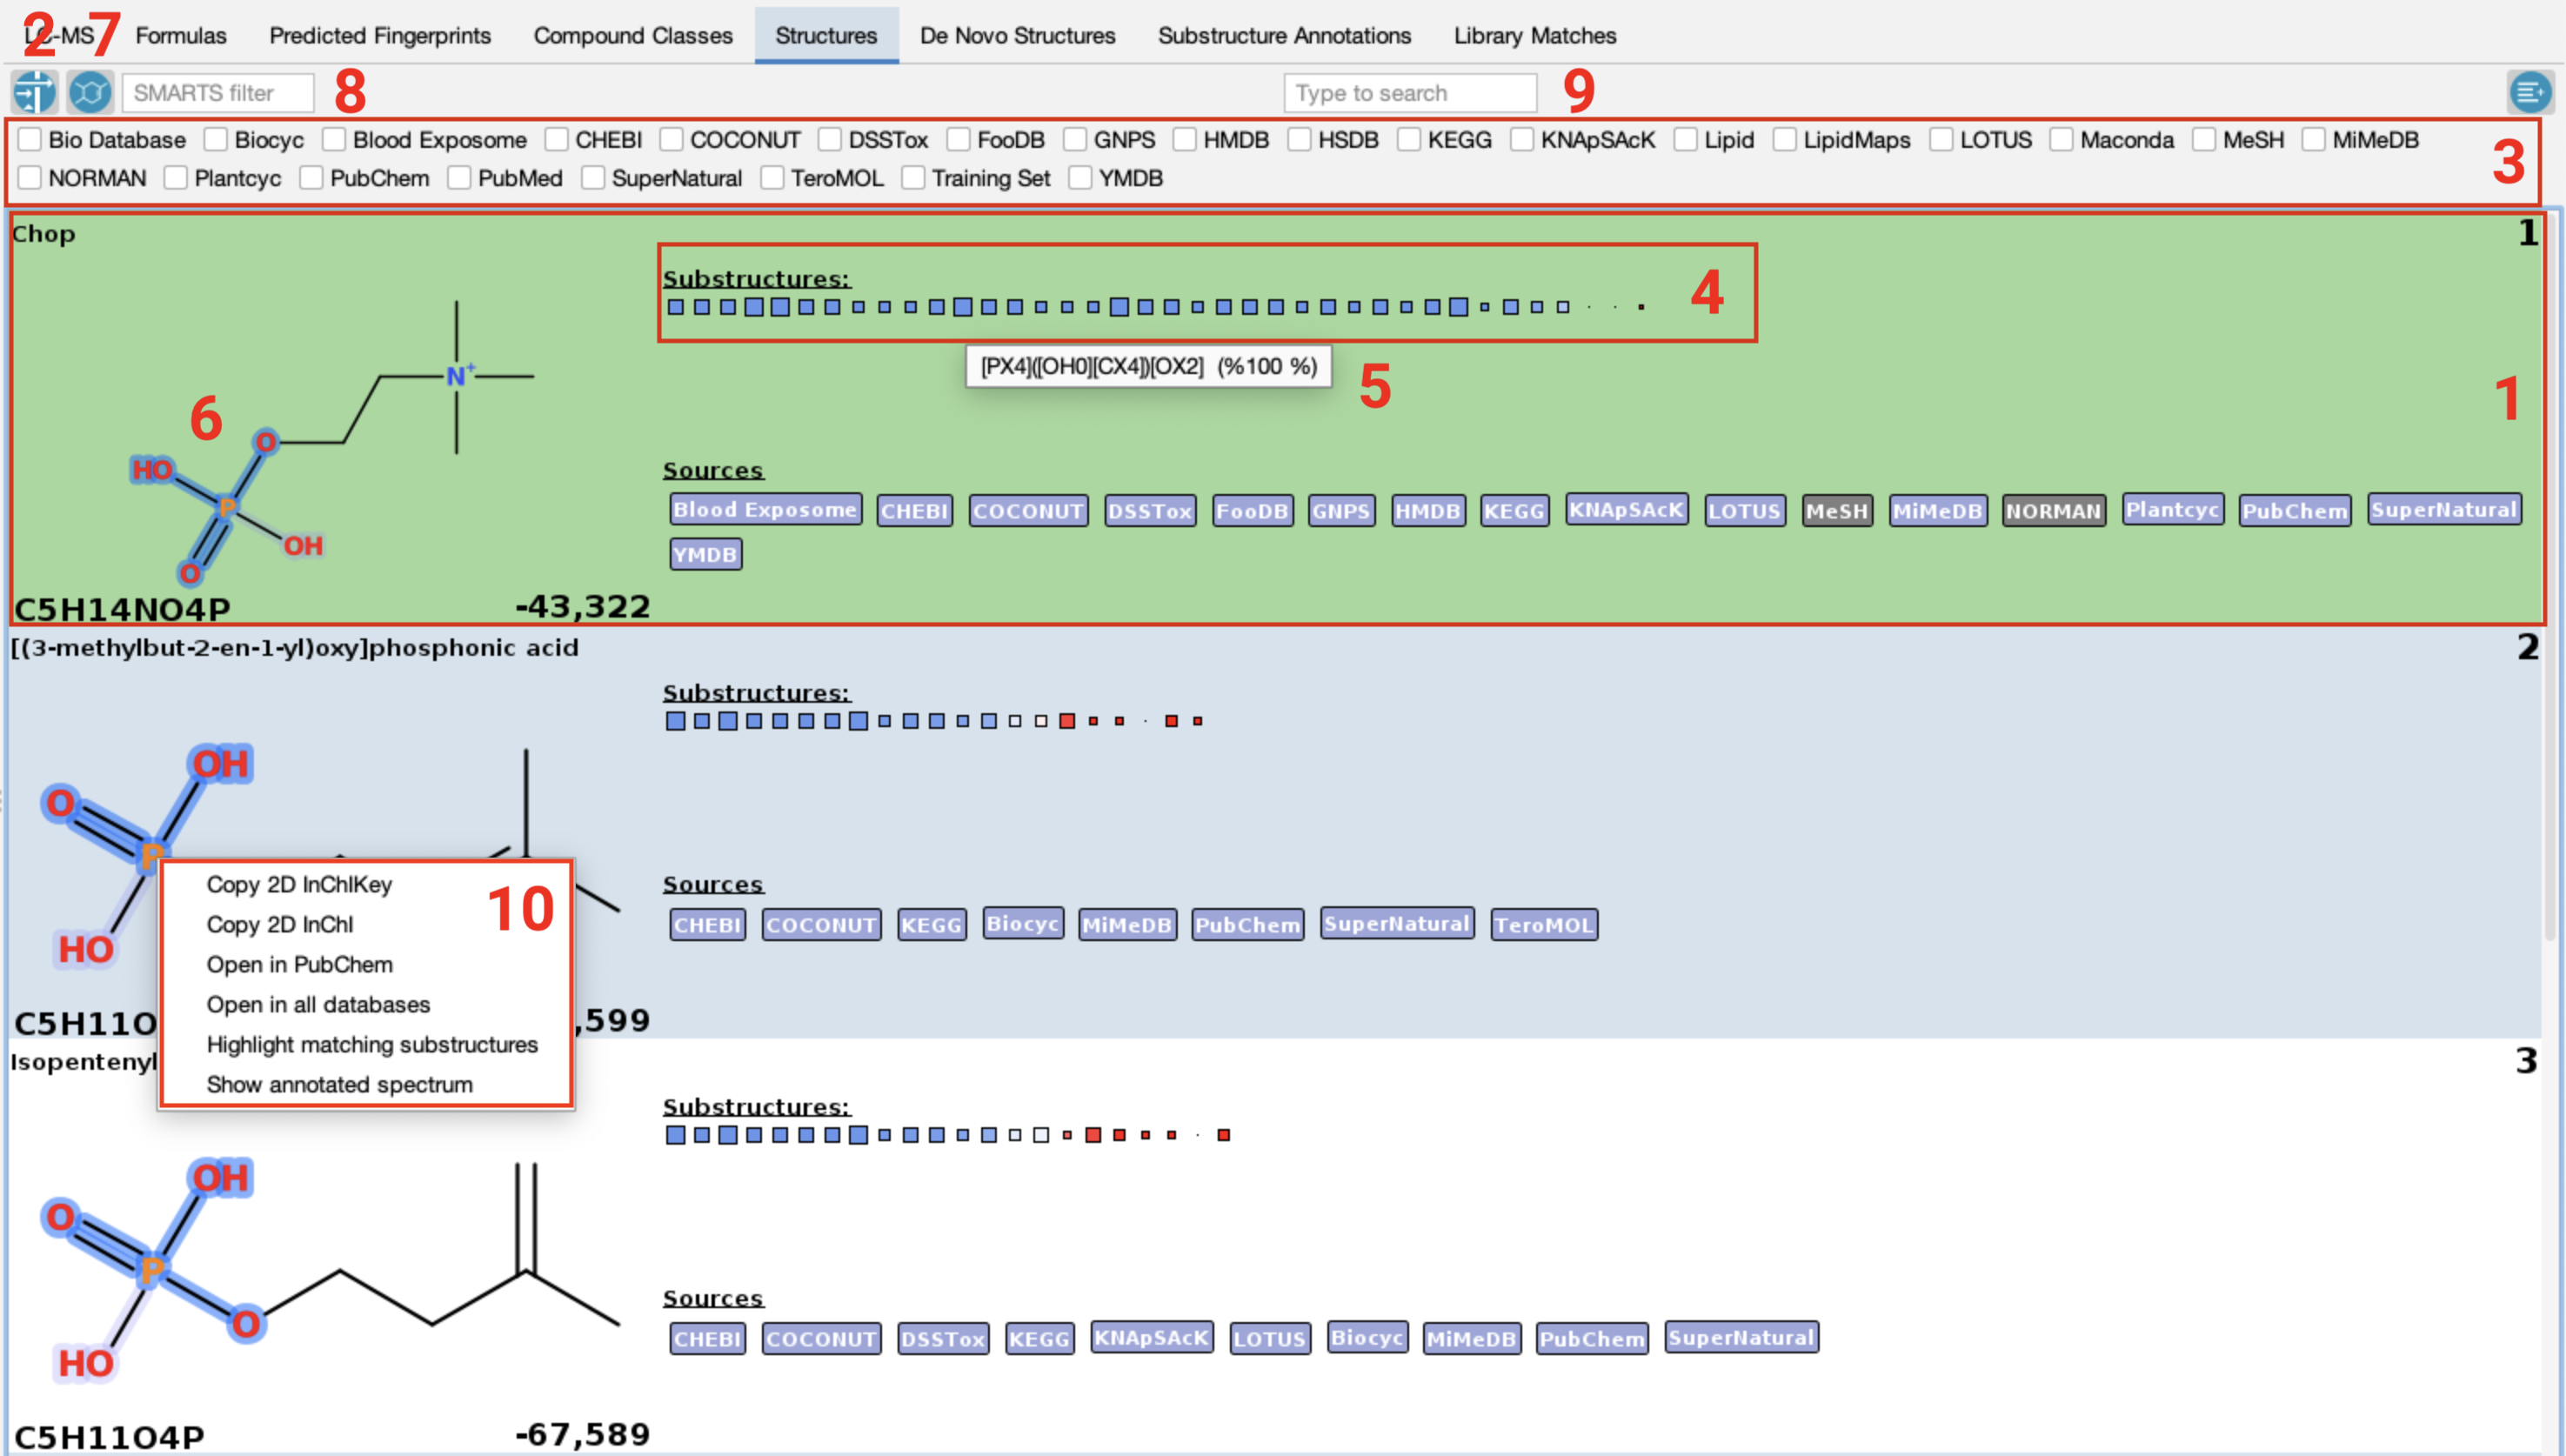 2 7
LC-MS Formulas Predicted Fingerprints Compound Classes Structures De Novo Structures Substructure Annotations Library Matches
SMARTS filter 8 Type to search 9
Bio Database Biocyc Blood Exposome CHEBI COCONUT DSSTox FooDB GNPS HMDB HSDB KEGG KNApSAcK Lipid LipidMaps LOTUS Maconda MeSH MiMeDB
3
NORMAN Plantcyc PubChem PubMed SuperNatural TeroMOL Training Set YMDB
Chop 1
Substructures:
4
[PX4]([OH0][CX4])[OX2] (%100 %)
5
1
N+
6
O
HO
P
OH
O
Sources
Blood Exposome CHEBI COCONUT DSSTox FooDB GNPS HMDB KEGG KNApSAcK LOTUS MeSH MiMeDB NORMAN Plantcyc PubChem SuperNatural
YMDB
C5H14NO4P -43,322
[(3-methylbut-2-en-1-yl)oxy]phosphonic acid 2
Substructures:
OH
O
P
HO
Copy 2D InChIKey
10
Copy 2D InChI
Open in PubChem
Open in all databases
Highlight matching substructures
Show annotated spectrum
Sources
CHEBI COCONUT KEGG Biocyc MiMeDB PubChem SuperNatural TeroMOL
C5H11O ,599
Isopentenyl 3
Substructures:
OH
O
P
O
HO
Sources
CHEBI COCONUT DSSTox KEGG KNApSAcK LOTUS Biocyc MiMeDB PubChem SuperNatural
C5H11O4P -67,589